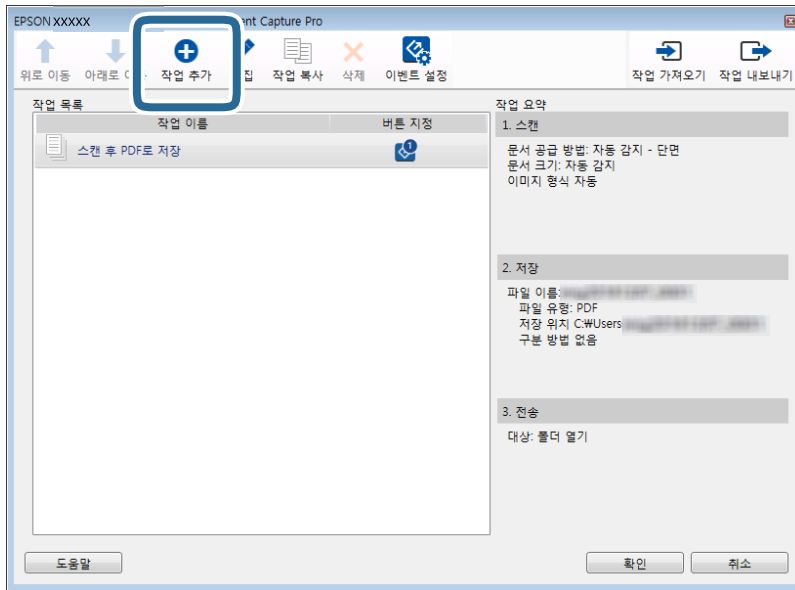 EPSON XXXXX ent Capture Pro
위로 이동 아래로 작업 추가 집 작업 복사 삭제 이벤트 설정 작업 가져오기 작업 내보내기
작업 목록
작업 이름 버튼 지정
스캔 후 PDF로 저장 1
작업 요약
1. 스캔
문서 공급 방법: 자동 감지 - 단면
문서 크기: 자동 감지
이미지 형식 자동
2. 저장
파일 이름:
파일 유형: PDF
저장 위치 C:₩Users
구분 방법 없음
3. 전송
대상: 폴더 열기
도움말 확인 취소